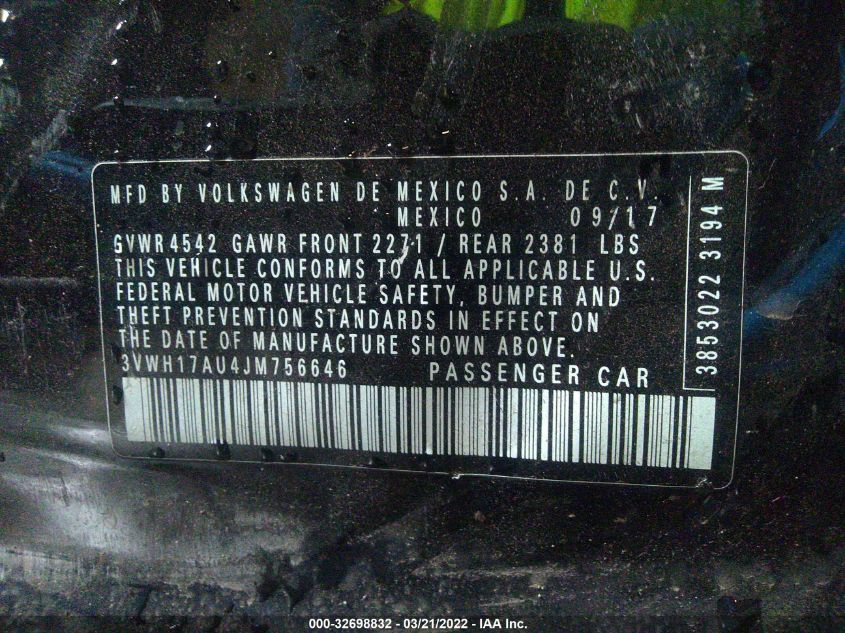 MFD BY VOLKSWAGEN DE MEXICO S.A. DE C.V.
MEXICO 09/17
GVWR 4542 GAWR FRONT 2271 / REAR 2381 LBS
THIS VEHICLE CONFORMS TO ALL APPLICABLE U.S.
FEDERAL MOTOR VEHICLE SAFETY, BUMPER AND
THEFT PREVENTION STANDARDS IN EFFECT ON
THE DATE OF MANUFACTURE SHOWN ABOVE.
3VWH17AU4JM756646 PASSENGER CAR
3853022 3194 M
000-32698832 - 03/21/2022 - IAA Inc.